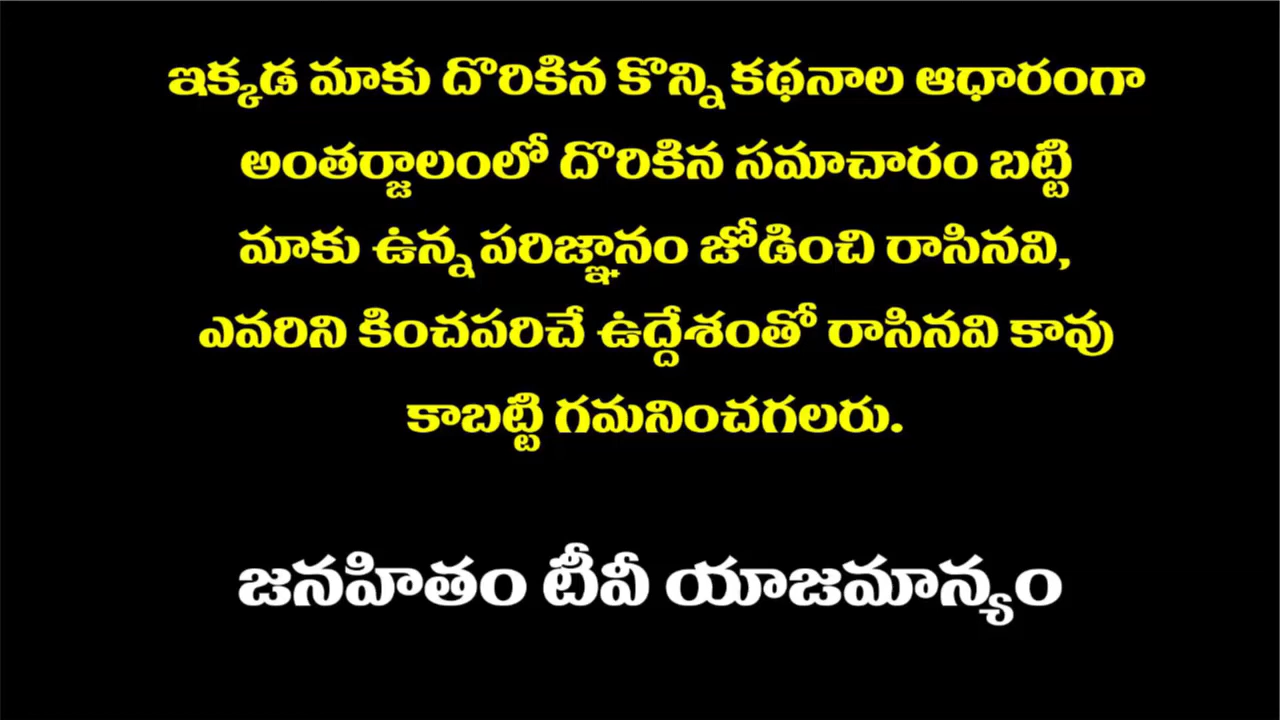 ఇక్కడ మాకు దొరికిన కొన్ని కథనాల ఆధారంగా
అంతర్జాలంలో దొరికిన సమాచారం బట్టి
మాకు ఉన్న పరిజ్ఞానం జోడించి రాసినవి,
ఎవరిని కించపరిచే ఉద్దేశంతో రాసినవి కావు
కాబట్టి గమనించగలరు.
జనహితం టీవీ యాజమాన్యం